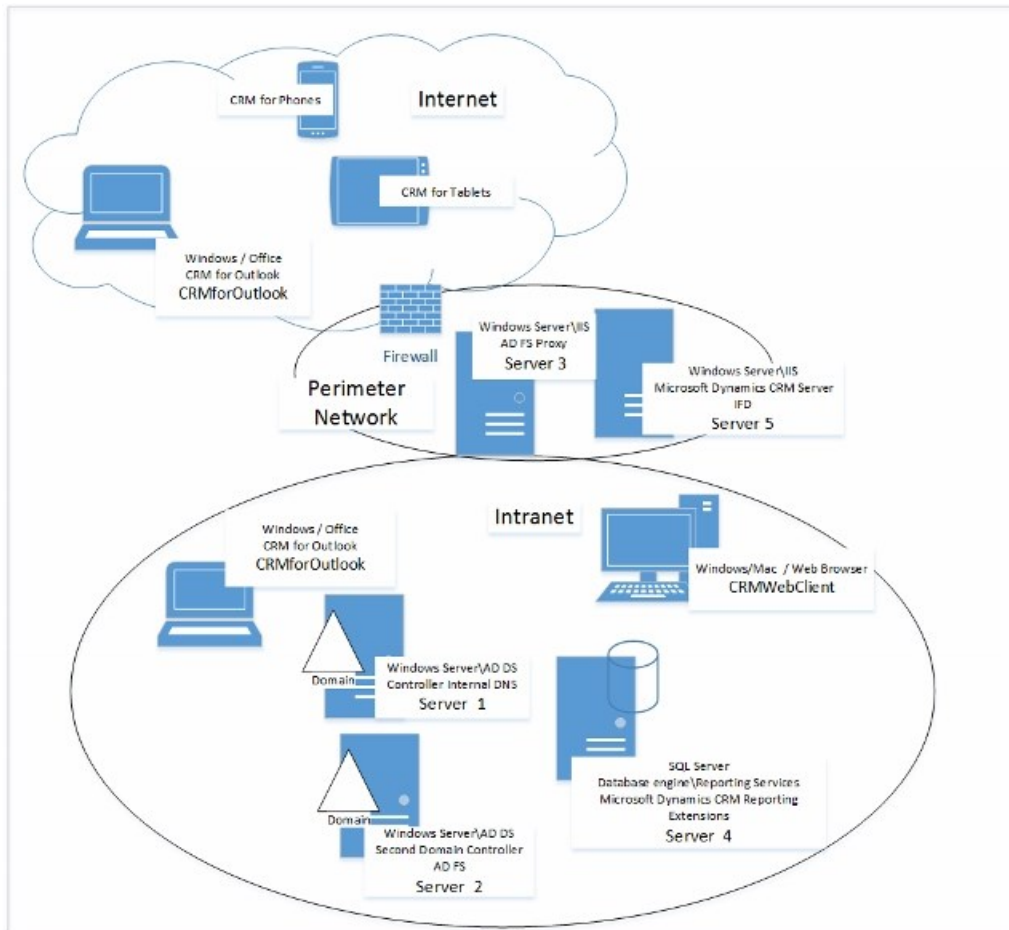 CRM for Phones
Internet
CRM for Tablets
Windows / Office
CRM for Outlook
CRMforOutlook
Firewall
Windows Server\IIS
AD FS Proxy
Server 3
Windows Server\IIS
Microsoft Dynamics CRM Server
IFD
Server 5
Perimeter
Network
Intranet
Windows / Office
CRM for Outlook
CRMforOutlook
Windows/Mac / Web Browser
CRMWebClient
Domain
Windows Server\AD DS
Controller Internal DNS
Server 1
SQL Server
Database engine\Reporting Services
Microsoft Dynamics CRM Reporting
Extensions
Server 4
Domain
Windows Server\AD DS
Second Domain Controller
AD FS
Server 2